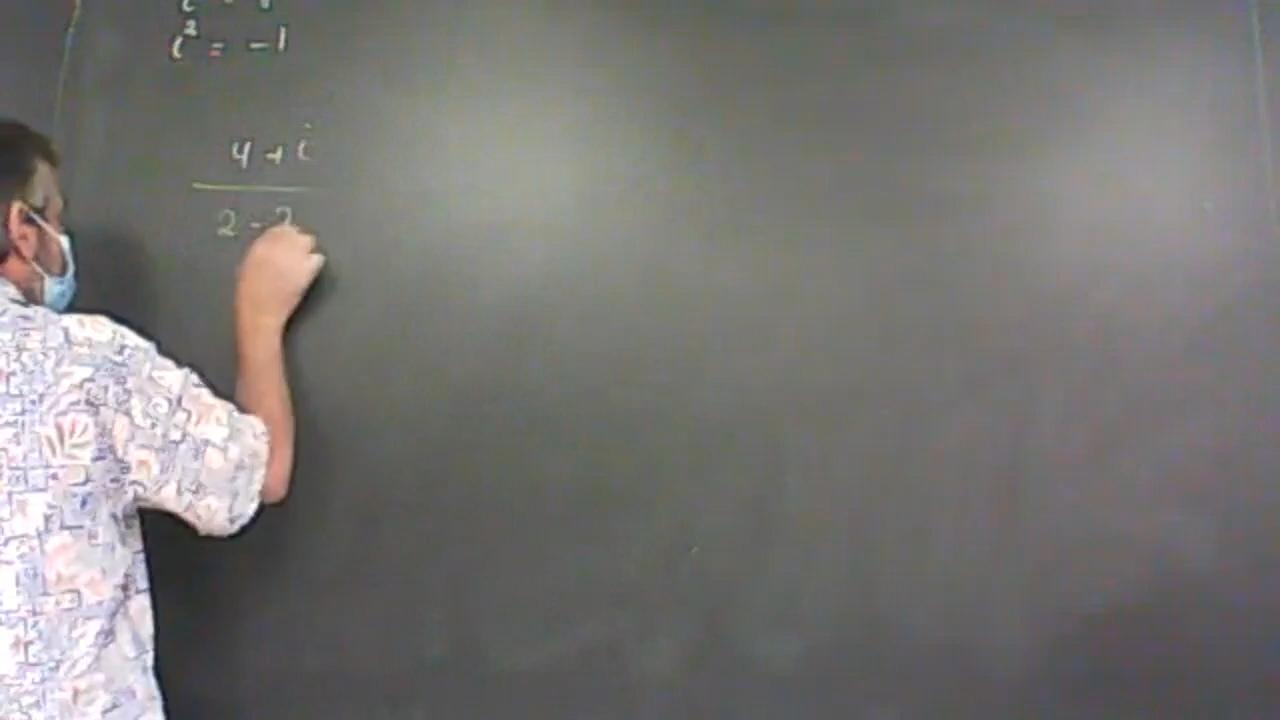 i² = -1
4 + i
2 -